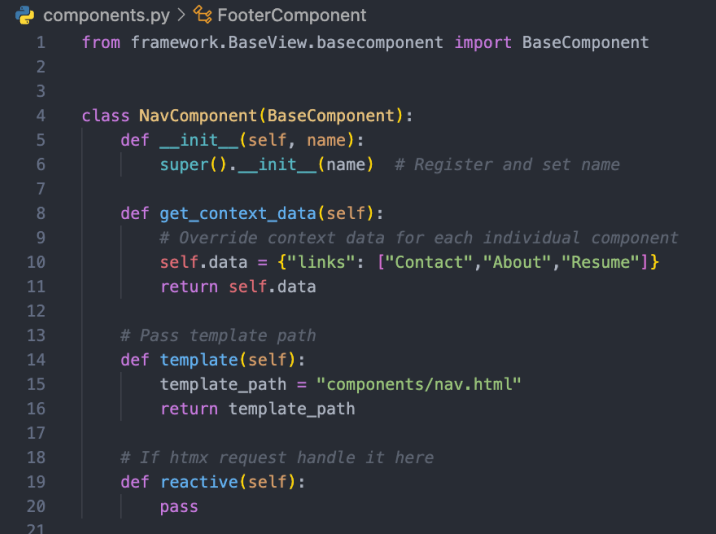 components.py > FooterComponent
1 from framework.BaseView.basecomponent import BaseComponent
2
3
4 class NavComponent(BaseComponent):
5     def __init__(self, name):
6         super().__init__(name)  # Register and set name
7
8     def get_context_data(self):
9         # Override context data for each individual component
10         self.data = {"links": ["Contact","About","Resume"]}
11         return self.data
12
13     # Pass template path
14     def template(self):
15         template_path = "components/nav.html"
16         return template_path
17
18     # If htmx request handle it here
19     def reactive(self):
20         pass
21